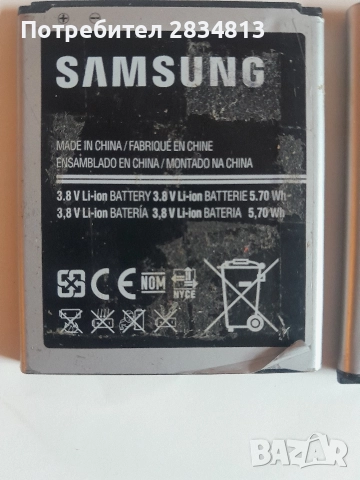 Потребител 2834813
SAMSUNG
MADE IN CHINA / FABRIQUÉ EN CHINE
ENSAMBLADO EN CHINA / MONTADO NA CHINA
3.8 V Li-ion BATTERY 3.8 V Li-ion BATTERIE 5.70 Wh
3,8 V Li-ion BATERÍA 3,8 V Li-ion BATERIA 5,70 Wh
CE NOM NYCE
BAZAR